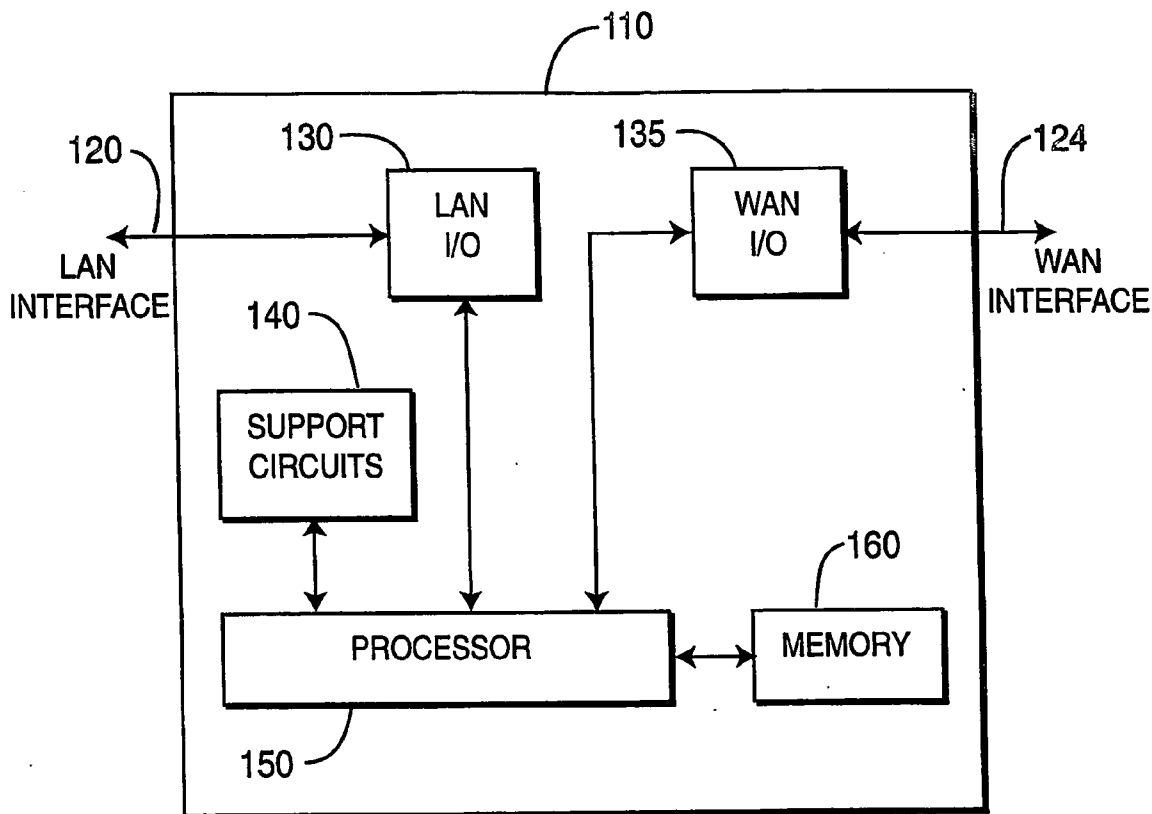 110
120
130
135
124
LAN
I/O
WAN
I/O
LAN
INTERFACE
WAN
INTERFACE
140
SUPPORT
CIRCUITS
160
PROCESSOR
MEMORY
150